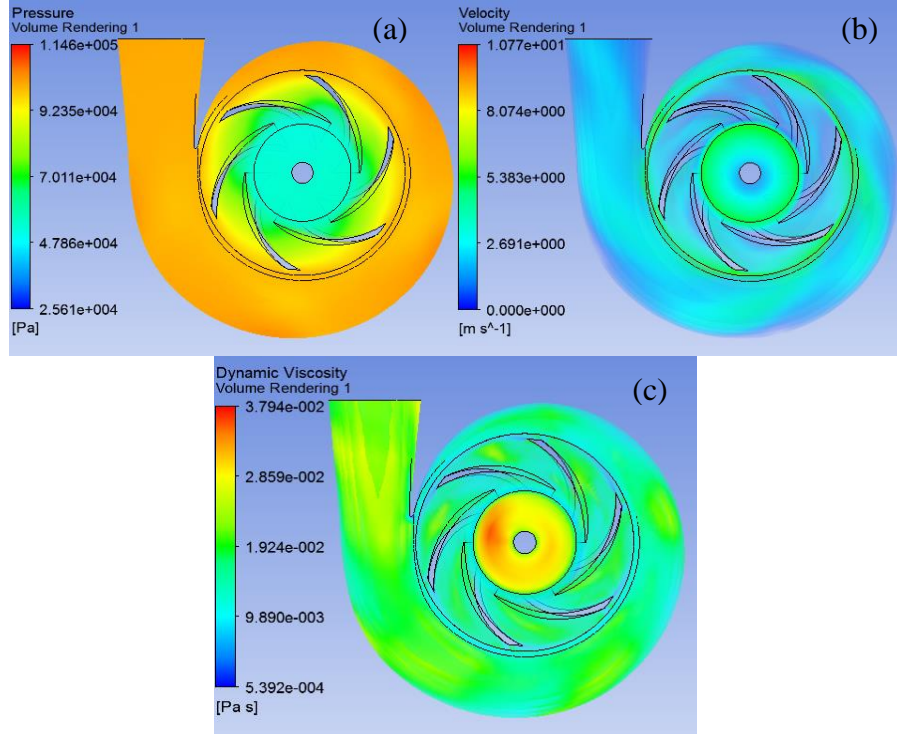 Pressure
Volume Rendering 1
(a)
1.146e+005
9.235e+004
7.011e+004
4.786e+004
2.561e+004
[Pa]
Velocity
Volume Rendering 1
(b)
1.077e+001
8.074e+000
5.383e+000
2.691e+000
0.000e+000
[m s^-1]
Dynamic Viscosity
Volume Rendering 1
(c)
3.794e-002
2.859e-002
1.924e-002
9.890e-003
5.392e-004
[Pa s]